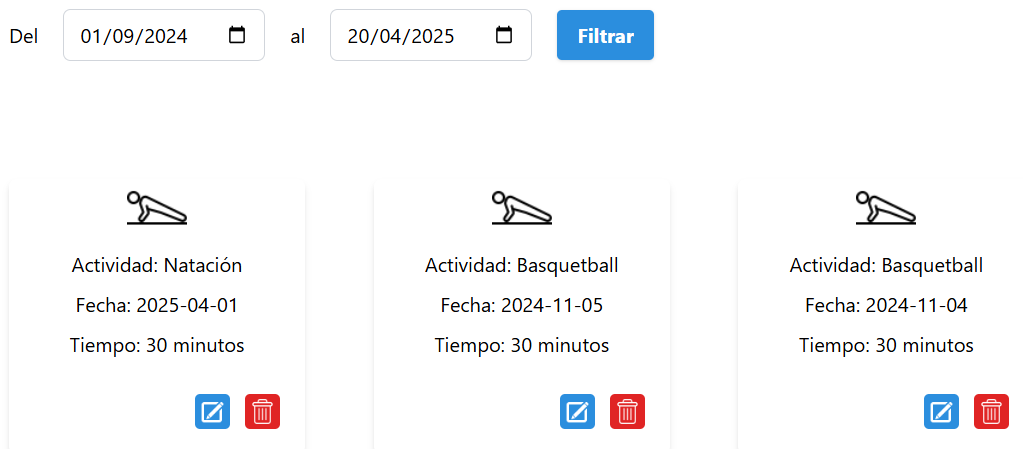 Del 01/09/2024 al 20/04/2025 Filtrar
Actividad: Natación
Fecha: 2025-04-01
Tiempo: 30 minutos
Actividad: Basquetball
Fecha: 2024-11-05
Tiempo: 30 minutos
Actividad: Basquetball
Fecha: 2024-11-04
Tiempo: 30 minutos